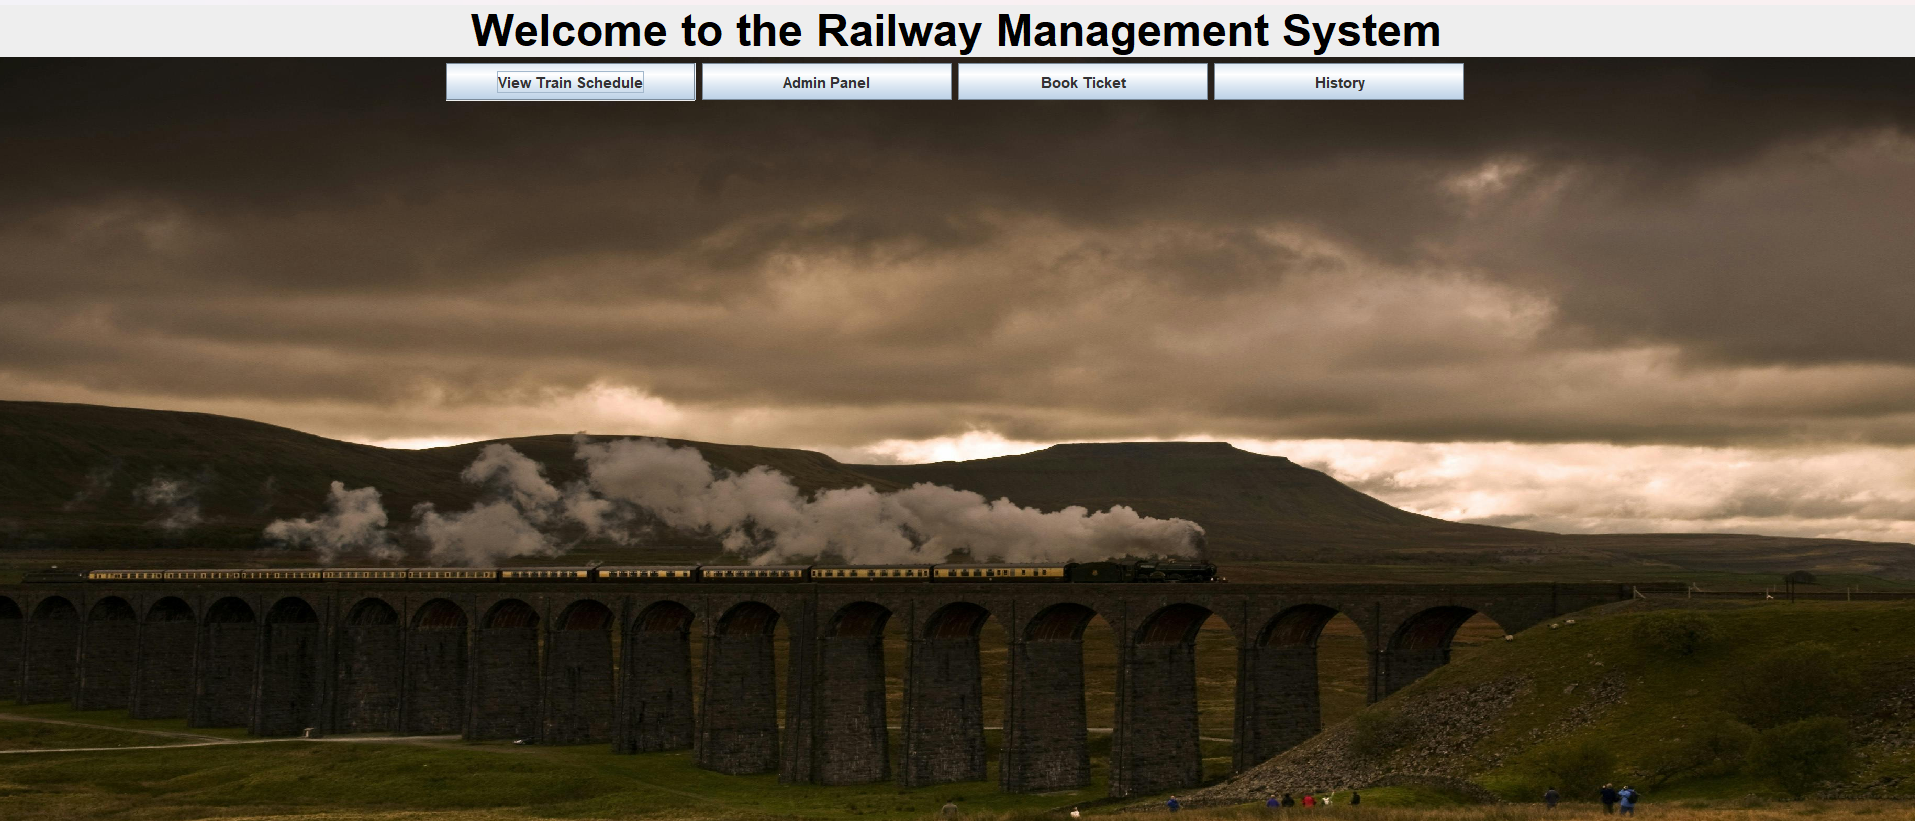 Welcome to the Railway Management System
View Train Schedule Admin Panel Book Ticket History